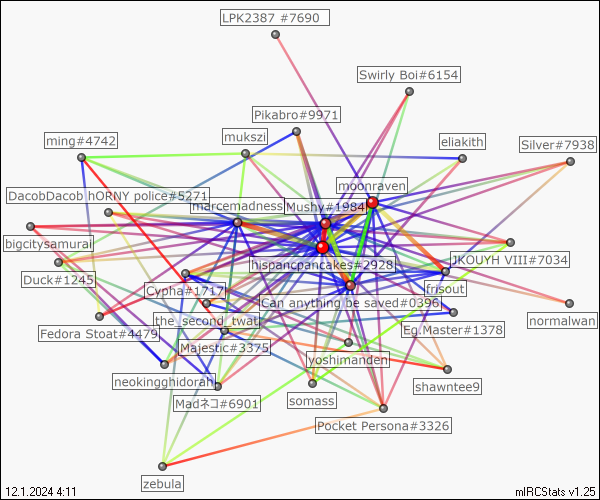 LPK2387 #7690
Swirly Boi#6154
Pikabro#9971
mukszi
ming#4742
eliakith
Silver#7938
moonraven
DacobDacob hORNY police#5271
marcemadness
Mushy#1984
bigcitysamurai
JKOUYH VIII#7034
hispancpancakes#2928
Duck#1245
Cypha#1717
frisout
Can anything be saved#0396
the_second_twat
normalwan
Fedora Stoat#4479
Eg.Master#1378
Majestic#3375
yoshimanden
neokingghidorah
shawntee9
Madネコ#6901
somass
Pocket Persona#3326
zebula
12.1.2024 4:11
mIRCStats v1.25